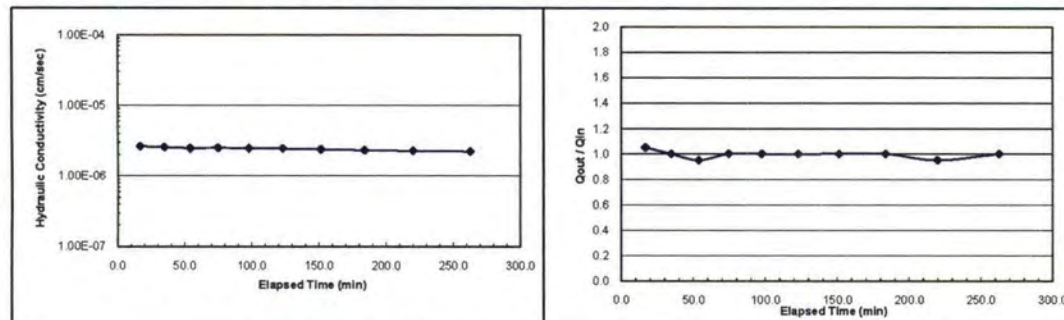 1.00E-04
1.00E-05
1.00E-06
1.00E-07
Hydraulic Conductivity (cm/sec)
0.0 50.0 100.0 150.0 200.0 250.0 300.0
Elapsed Time (min)
2.0
1.8
1.6
1.4
1.2
1.0
0.8
0.6
0.4
0.2
0.0
Qout / Qin
0.0 50.0 100.0 150.0 200.0 250.0 300.0
Elapsed Time (min)